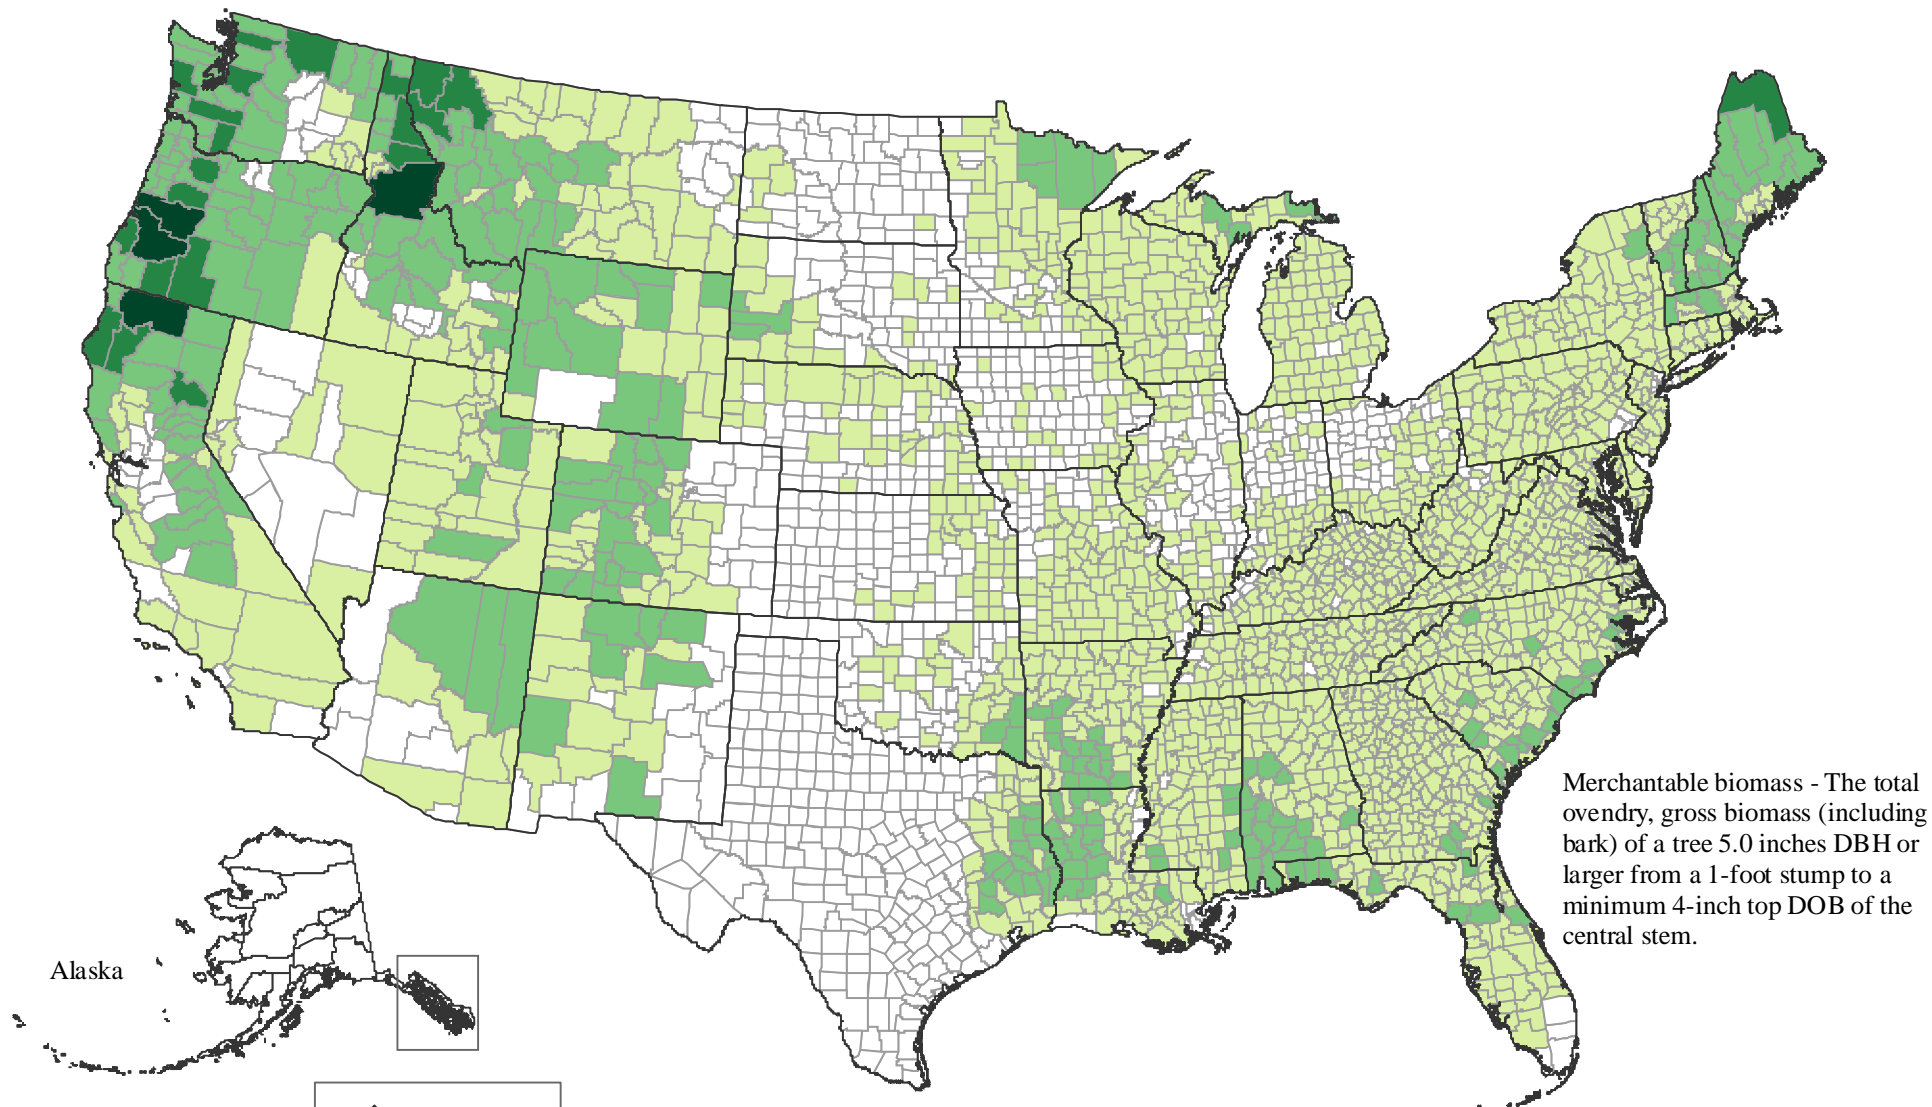 Merchantable biomass - The total
ovendry, gross biomass (including
bark) of a tree 5.0 inches DBH or
larger from a 1-foot stump to a
minimum 4-inch top DOB of the
central stem.
Alaska